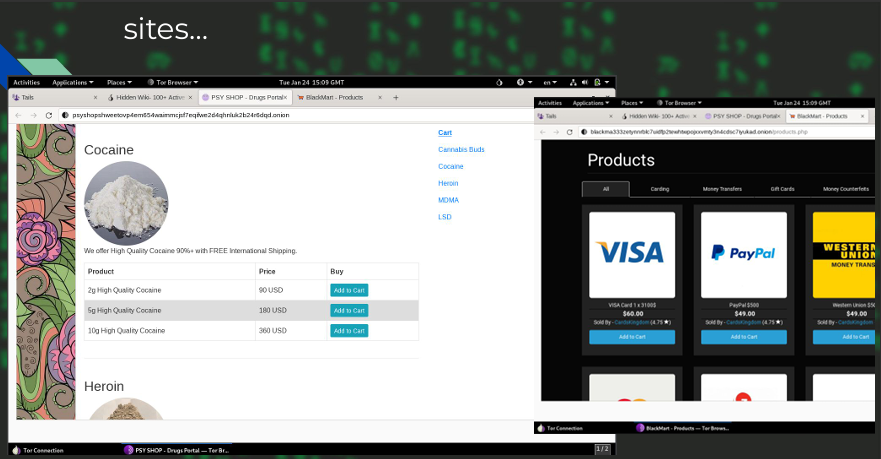 sites...
Activities Applications Places Tor Browser Tue Jan 24 15:09 GMT en
Tails Hidden Wiki- 100+ Active PSY SHOP - Drugs Portal BlackMart - Products
Cocaine
We offer High Quality Cocaine 90%+ with FREE International Shipping.
Product Price Buy
2g High Quality Cocaine 90 USD Add to Cart
5g High Quality Cocaine 180 USD Add to Cart
10g High Quality Cocaine 360 USD Add to Cart
Heroin
Cart
Cannabis Buds
Cocaine
Heroin
MDMA
LSD
Tor Connection PSY SHOP - Drugs Portal — Tor Br... 1 / 2
Activities Applications Places Tor Browser Tue Jan 24 15:09 GMT
Tails Hidden Wiki- 100+ Active PSY SHOP - Drugs Portal BlackMart - Products
Products
All Carding Money Transfers Gift Cards Money Counterfeits
VISA PayPal WESTERN
UNION
MONEY TRANS
VISA Card 1 x 3100$ PayPal $500 Western Union $50
$60.00 $49.00 $99.00
Sold By CardsKingdom (4.75 ★) Sold By CardsKingdom (4.75 ★) Sold By CardsKingdom (4.75
Add to Cart Add to Cart Add to Cart
Tor Connection BlackMart - Products — Tor Brows...